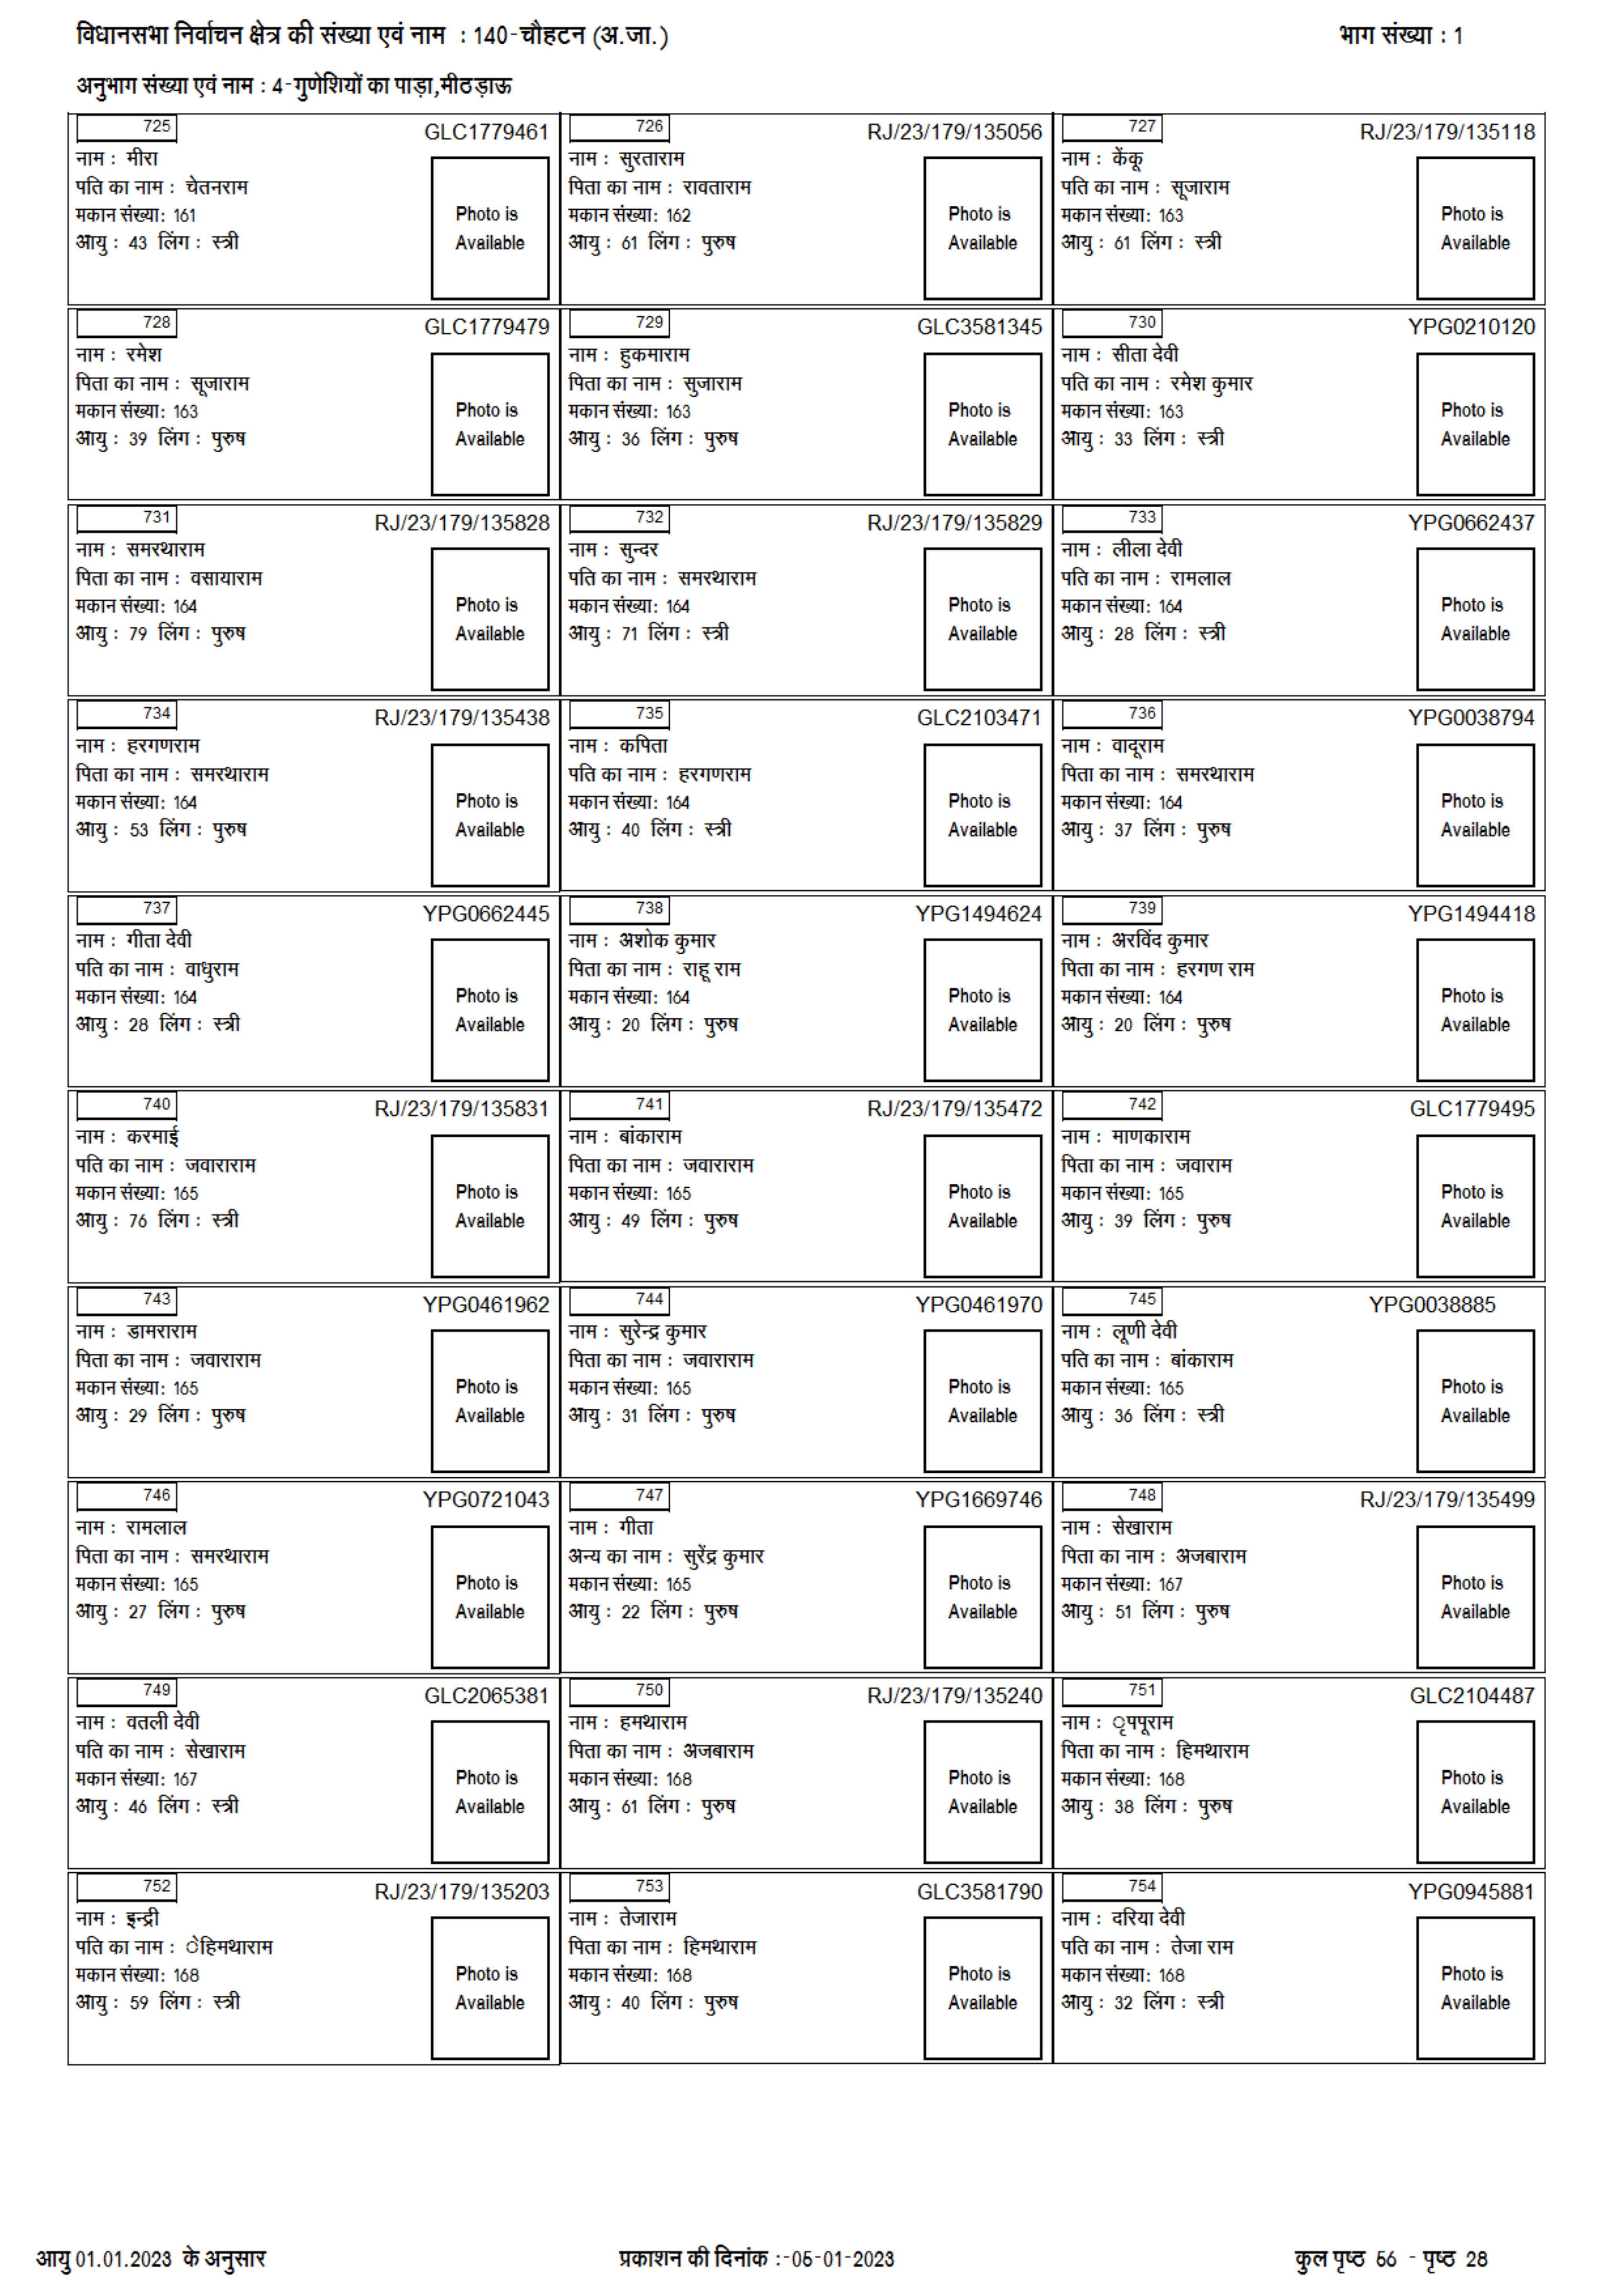 विधानसभा निर्वाचन क्षेत्र की संख्या एवं नाम : 140-चौहटन (अ.जा.) भाग संख्या : 1
अनुभाग संख्या एवं नाम : 4-गुणेशियों का पाड़ा,मीठड़ाऊ
725 GLC1779461
नाम : मीरा
पति का नाम : चेतनराम
मकान संख्या: 161
आयु : 43 लिंग : स्त्री
Photo is
Available
726 RJ/23/179/135056
नाम : सुरताराम
पिता का नाम : रावताराम
मकान संख्या: 162
आयु : 61 लिंग : पुरुष
Photo is
Available
727 RJ/23/179/135118
नाम : केंकू
पति का नाम : सूजाराम
मकान संख्या: 163
आयु : 61 लिंग : स्त्री
Photo is
Available
728 GLC1779479
नाम : रमेश
पिता का नाम : सूजाराम
मकान संख्या: 163
आयु : 39 लिंग : पुरुष
Photo is
Available
729 GLC3581345
नाम : हुकमाराम
पिता का नाम : सुजाराम
मकान संख्या: 163
आयु : 36 लिंग : पुरुष
Photo is
Available
730 YPG0210120
नाम : सीता देवी
पति का नाम : रमेश कुमार
मकान संख्या: 163
आयु : 33 लिंग : स्त्री
Photo is
Available
731 RJ/23/179/135828
नाम : समरथाराम
पिता का नाम : वसायाराम
मकान संख्या: 164
आयु : 79 लिंग : पुरुष
Photo is
Available
732 RJ/23/179/135829
नाम : सुन्दर
पति का नाम : समरथाराम
मकान संख्या: 164
आयु : 71 लिंग : स्त्री
Photo is
Available
733 YPG0662437
नाम : लीला देवी
पति का नाम : रामलाल
मकान संख्या: 164
आयु : 28 लिंग : स्त्री
Photo is
Available
734 RJ/23/179/135438
नाम : हरगणराम
पिता का नाम : समरथाराम
मकान संख्या: 164
आयु : 53 लिंग : पुरुष
Photo is
Available
735 GLC2103471
नाम : कपिता
पति का नाम : हरगणराम
मकान संख्या: 164
आयु : 40 लिंग : स्त्री
Photo is
Available
736 YPG0038794
नाम : वादूराम
पिता का नाम : समरथाराम
मकान संख्या: 164
आयु : 37 लिंग : पुरुष
Photo is
Available
737 YPG0662445
नाम : गीता देवी
पति का नाम : वाधुराम
मकान संख्या: 164
आयु : 28 लिंग : स्त्री
Photo is
Available
738 YPG1494624
नाम : अशोक कुमार
पिता का नाम : राहू राम
मकान संख्या: 164
आयु : 20 लिंग : पुरुष
Photo is
Available
739 YPG1494418
नाम : अरविंद कुमार
पिता का नाम : हरगण राम
मकान संख्या: 164
आयु : 20 लिंग : पुरुष
Photo is
Available
740 RJ/23/179/135831
नाम : करमाई
पति का नाम : जवाराराम
मकान संख्या: 165
आयु : 76 लिंग : स्त्री
Photo is
Available
741 RJ/23/179/135472
नाम : बांकाराम
पिता का नाम : जवाराराम
मकान संख्या: 165
आयु : 49 लिंग : पुरुष
Photo is
Available
742 GLC1779495
नाम : माणकाराम
पिता का नाम : जवाराम
मकान संख्या: 165
आयु : 39 लिंग : पुरुष
Photo is
Available
743 YPG0461962
नाम : डामराराम
पिता का नाम : जवाराराम
मकान संख्या: 165
आयु : 29 लिंग : पुरुष
Photo is
Available
744 YPG0461970
नाम : सुरेन्द्र कुमार
पिता का नाम : जवाराराम
मकान संख्या: 165
आयु : 31 लिंग : पुरुष
Photo is
Available
745 YPG0038885
नाम : लूणी देवी
पति का नाम : बांकाराम
मकान संख्या: 165
आयु : 36 लिंग : स्त्री
Photo is
Available
746 YPG0721043
नाम : रामलाल
पिता का नाम : समरथाराम
मकान संख्या: 165
आयु : 27 लिंग : पुरुष
Photo is
Available
747 YPG1669746
नाम : गीता
अन्य का नाम : सुरेंद्र कुमार
मकान संख्या: 165
आयु : 22 लिंग : पुरुष
Photo is
Available
748 RJ/23/179/135499
नाम : सेखाराम
पिता का नाम : अजबाराम
मकान संख्या: 167
आयु : 51 लिंग : पुरुष
Photo is
Available
749 GLC2065381
नाम : वतली देवी
पति का नाम : सेखाराम
मकान संख्या: 167
आयु : 46 लिंग : स्त्री
Photo is
Available
750 RJ/23/179/135240
नाम : हमथाराम
पिता का नाम : अजबाराम
मकान संख्या: 168
आयु : 61 लिंग : पुरुष
Photo is
Available
751 GLC2104487
नाम : ृपपूराम
पिता का नाम : हिमथाराम
मकान संख्या: 168
आयु : 38 लिंग : पुरुष
Photo is
Available
752 RJ/23/179/135203
नाम : इन्द्री
पति का नाम : ेहिमथाराम
मकान संख्या: 168
आयु : 59 लिंग : स्त्री
Photo is
Available
753 GLC3581790
नाम : तेजाराम
पिता का नाम : हिमथाराम
मकान संख्या: 168
आयु : 40 लिंग : पुरुष
Photo is
Available
754 YPG0945881
नाम : दरिया देवी
पति का नाम : तेजा राम
मकान संख्या: 168
आयु : 32 लिंग : स्त्री
Photo is
Available
आयु 01.01.2023 के अनुसार प्रकाशन की दिनांक :-05-01-2023 कुल पृष्ठ 56 - पृष्ठ 28